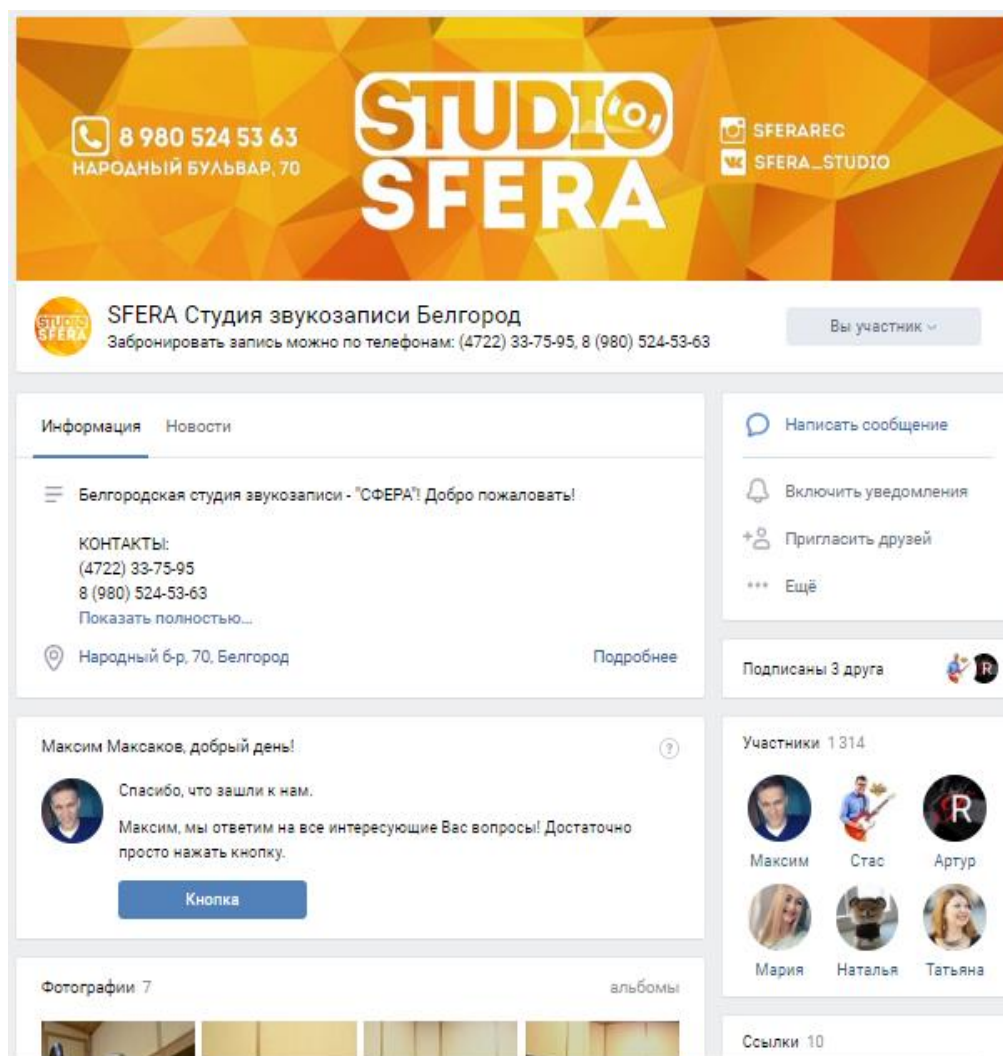 8 980 524 53 63
НАРОДНЫЙ БУЛЬВАР, 70
STUDIO
SFERA
SFERAREC
SFERA_STUDIO
STUDIO
SFERA
SFERA Студия звукозаписи Белгород
Забронировать запись можно по телефонам: (4722) 33-75-95, 8 (980) 524-53-63
Вы участник
Информация Новости
Белгородская студия звукозаписи - "СФЕРА"! Добро пожаловать!
КОНТАКТЫ:
(4722) 33-75-95
8 (980) 524-53-63
Показать полностью...
Народный б-р, 70, Белгород Подробнее
Максим Максаков, добрый день!
Спасибо, что зашли к нам.
Максим, мы ответим на все интересующие Вас вопросы! Достаточно
просто нажать кнопку.
Кнопка
Фотографии 7 альбомы
Написать сообщение
Включить уведомления
Пригласить друзей
Ещё
Подписаны 3 друга
R
Участники 1 314
R
Максим Стас Артур
Мария Наталья Татьяна
Ссылки 10